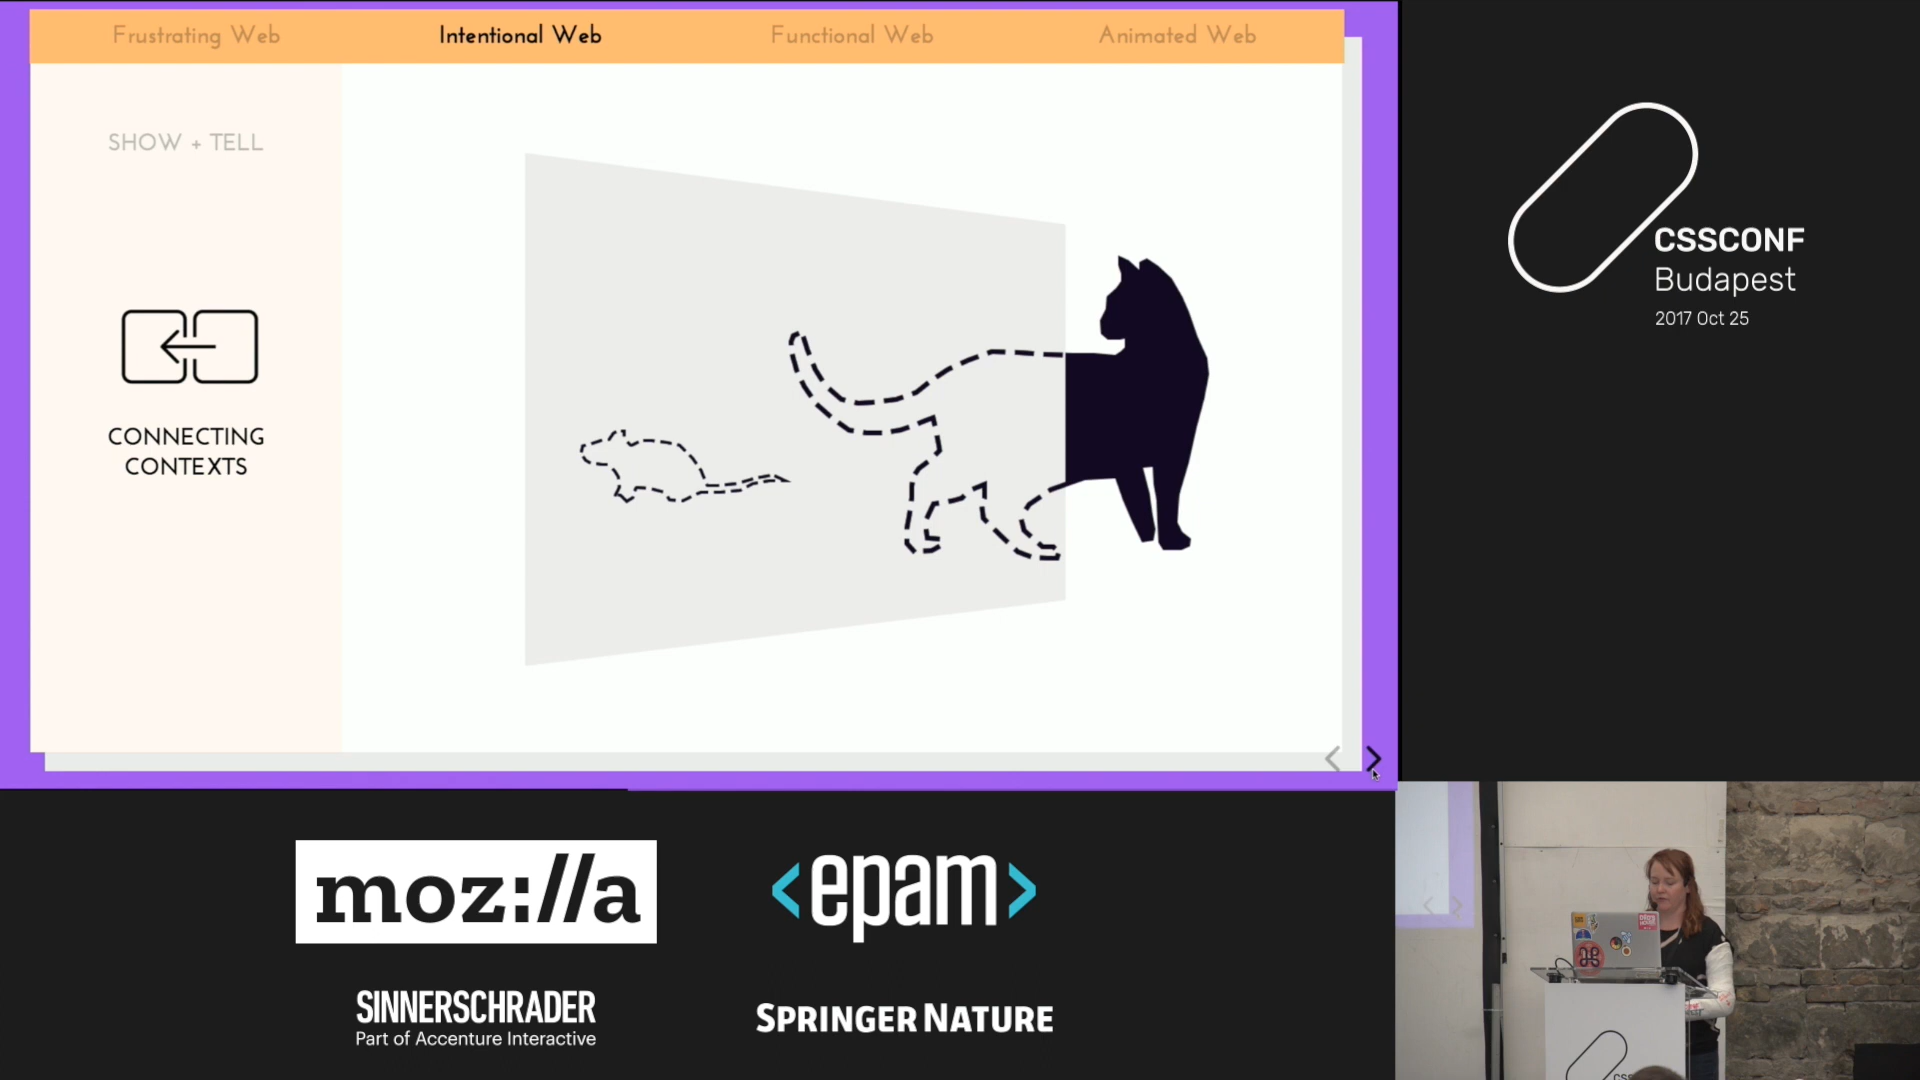 Frustrating Web
Intentional Web
Functional Web
Animated Web
SHOW + TELL
CONNECTING
CONTEXTS
CSSCONF
Budapest
2017 Oct 25
moz://a
<epam>
SINNERSCHRADER
Part of Accenture Interactive
SPRINGER NATURE